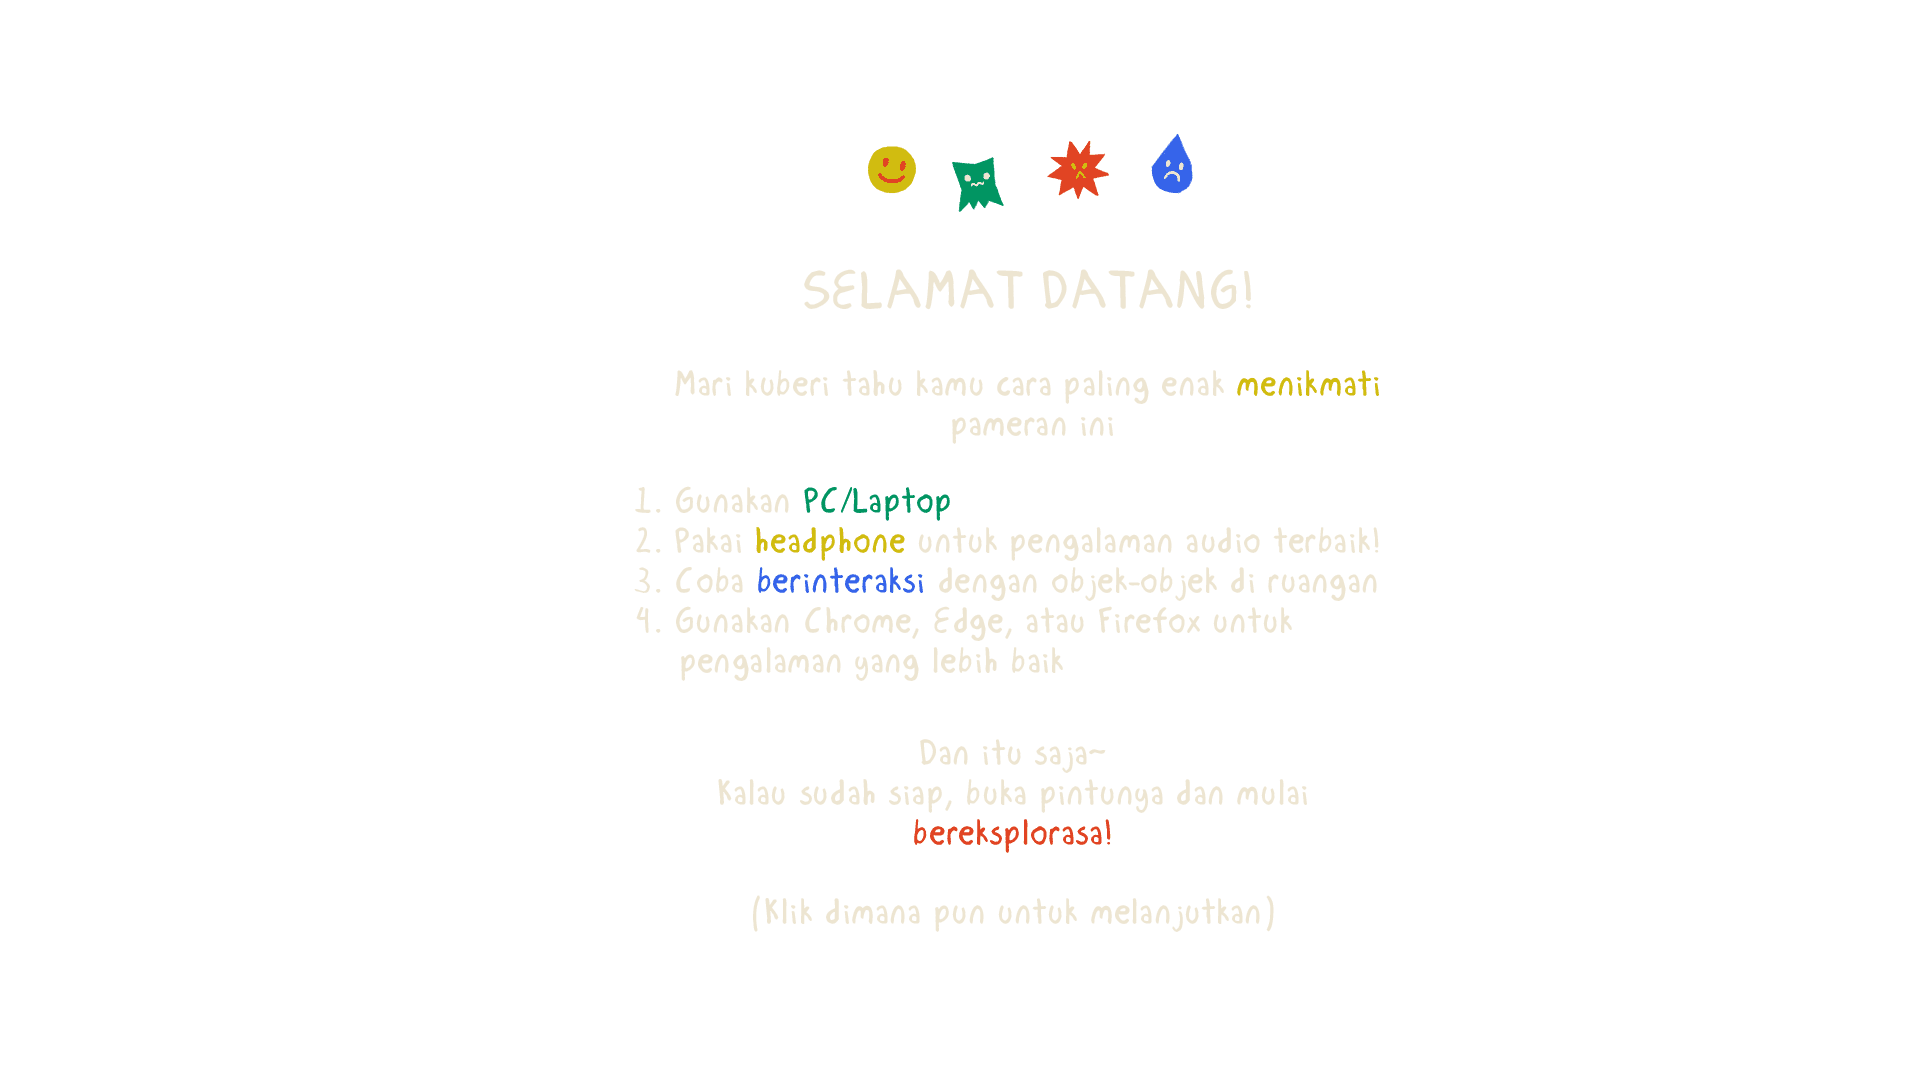 SELAMAT DATANG!
Mari kuberi tahu kamu cara paling enak menikmati
pameran ini
1. Gunakan PC/Laptop
2. Pakai headphone untuk pengalaman audio terbaik!
3. Coba berinteraksi dengan objek-objek di ruangan
4. Gunakan Chrome, Edge, atau Firefox untuk
pengalaman yang lebih baik
Dan itu saja~
Kalau sudah siap, buka pintunya dan mulai
bereksplorasa!
(Klik dimana pun untuk melanjutkan)